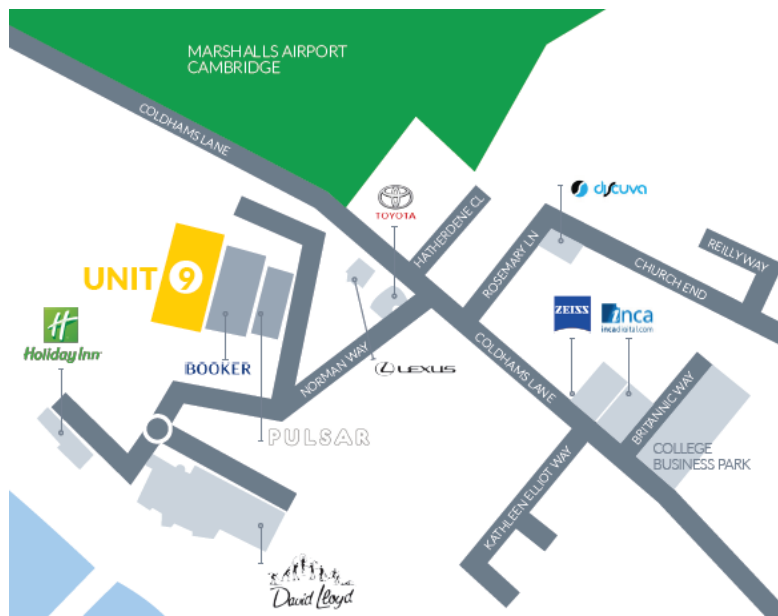 MARSHALLS AIRPORT
CAMBRIDGE
COLDHAMS LANE
TOYOTA
HATHERDENE CL
discuva
ROSEMARY LN
CHURCH END
REILLY WAY
UNIT 9
H
Holiday Inn
BOOKER
NORMAN WAY
LEXUS
PULSAR
ZEISS
inca
incadigital.com
COLDHAMS LANE
BRITANNIC WAY
COLLEGE
BUSINESS PARK
KATHLEEN ELLIOT WAY
David Lloyd